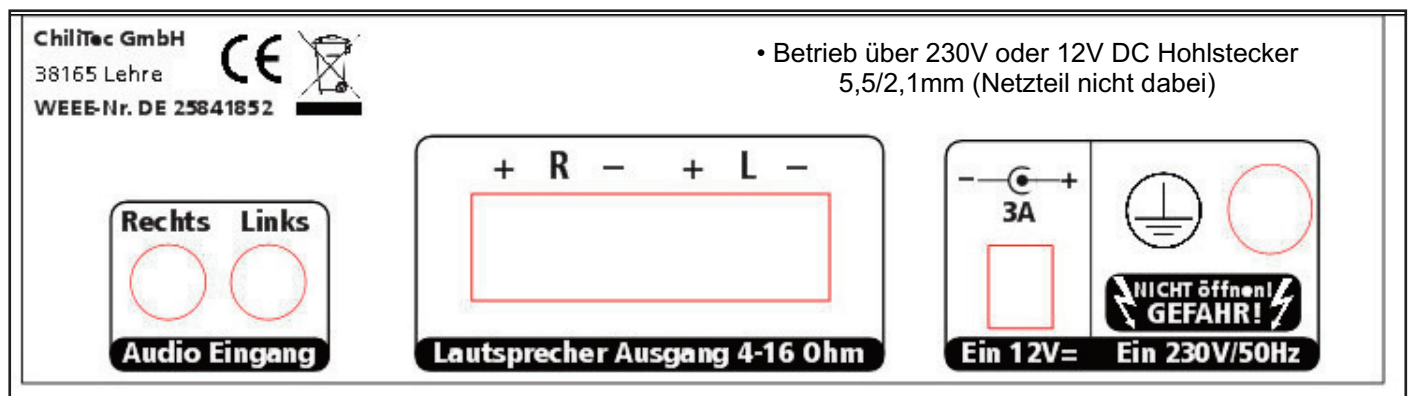 ChiliTec GmbH
38165 Lehre
WEEE-Nr. DE 25841852
• Betrieb über 230V oder 12V DC Hohlstecker
5,5/2,1mm (Netzteil nicht dabei)
Rechts Links
Audio Eingang
+ R − + L −
Lautsprecher Ausgang 4-16 Ohm
− +
3A
Ein 12V=
NICHT öffnen!
GEFAHR!
Ein 230V/50Hz